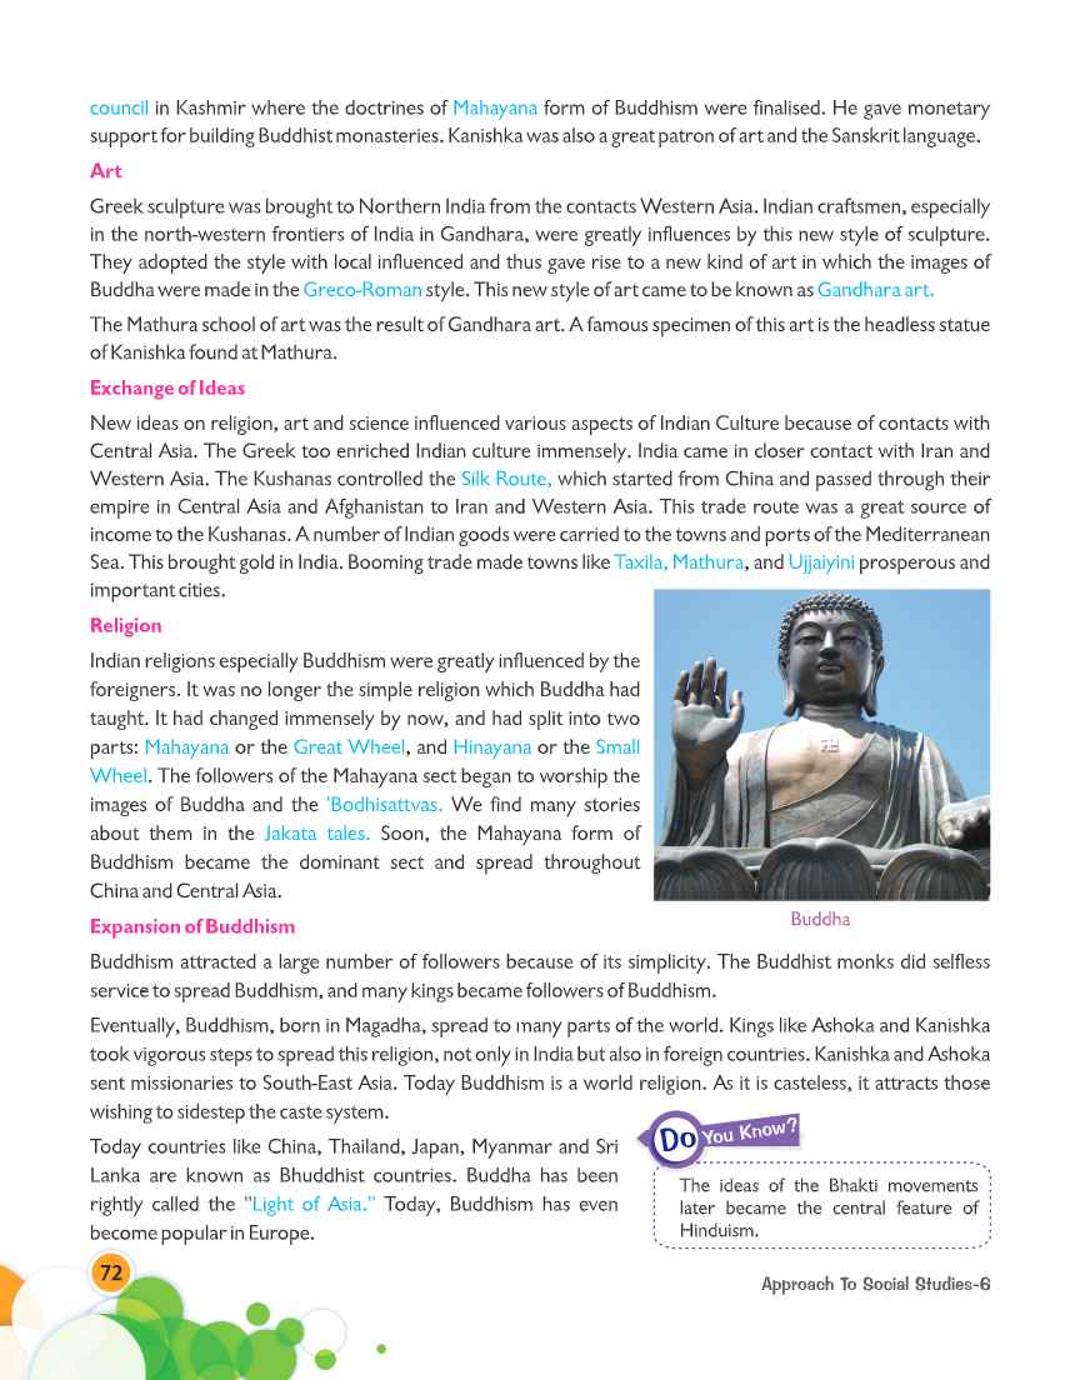 council in Kashmir where the doctrines of Mahayana form of Buddhism were finalised. He gave monetary
support for building Buddhist monasteries. Kanishka was also a great patron of art and the Sanskrit language.
Art
Greek sculpture was brought to Northern India from the contacts Western Asia. Indian craftsmen, especially
in the north-western frontiers of India in Gandhara, were greatly influences by this new style of sculpture.
They adopted the style with local influenced and thus gave rise to a new kind of art in which the images of
Buddha were made in the Greco-Roman style. This new style of art came to be known as Gandhara art.
The Mathura school of art was the result of Gandhara art. A famous specimen of this art is the headless statue
of Kanishka found at Mathura.
Exchange of Ideas
New ideas on religion, art and science influenced various aspects of Indian Culture because of contacts with
Central Asia. The Greek too enriched Indian culture immensely. India came in closer contact with Iran and
Western Asia. The Kushanas controlled the Silk Route, which started from China and passed through their
empire in Central Asia and Afghanistan to Iran and Western Asia. This trade route was a great source of
income to the Kushanas. A number of Indian goods were carried to the towns and ports of the Mediterranean
Sea. This brought gold in India. Booming trade made towns like Taxila, Mathura, and Ujjaiyini prosperous and
important cities.
Religion
Indian religions especially Buddhism were greatly influenced by the
foreigners. It was no longer the simple religion which Buddha had
taught. It had changed immensely by now, and had split into two
parts: Mahayana or the Great Wheel, and Hinayana or the Small
Wheel. The followers of the Mahayana sect began to worship the
images of Buddha and the 'Bodhisattvas. We find many stories
about them in the Jakata tales. Soon, the Mahayana form of
Buddhism became the dominant sect and spread throughout
China and Central Asia.
Buddha
Expansion of Buddhism
Buddhism attracted a large number of followers because of its simplicity. The Buddhist monks did selfless
service to spread Buddhism, and many kings became followers of Buddhism.
Eventually, Buddhism, born in Magadha, spread to many parts of the world. Kings like Ashoka and Kanishka
took vigorous steps to spread this religion, not only in India but also in foreign countries. Kanishka and Ashoka
sent missionaries to South-East Asia. Today Buddhism is a world religion. As it is casteless, it attracts those
wishing to sidestep the caste system.
Today countries like China, Thailand, Japan, Myanmar and Sri
Lanka are known as Bhuddhist countries. Buddha has been
rightly called the "Light of Asia." Today, Buddhism has even
become popular in Europe.
Do You Know?
The ideas of the Bhakti movements
later became the central feature of
Hinduism.
72
Approach To Social Studies-6